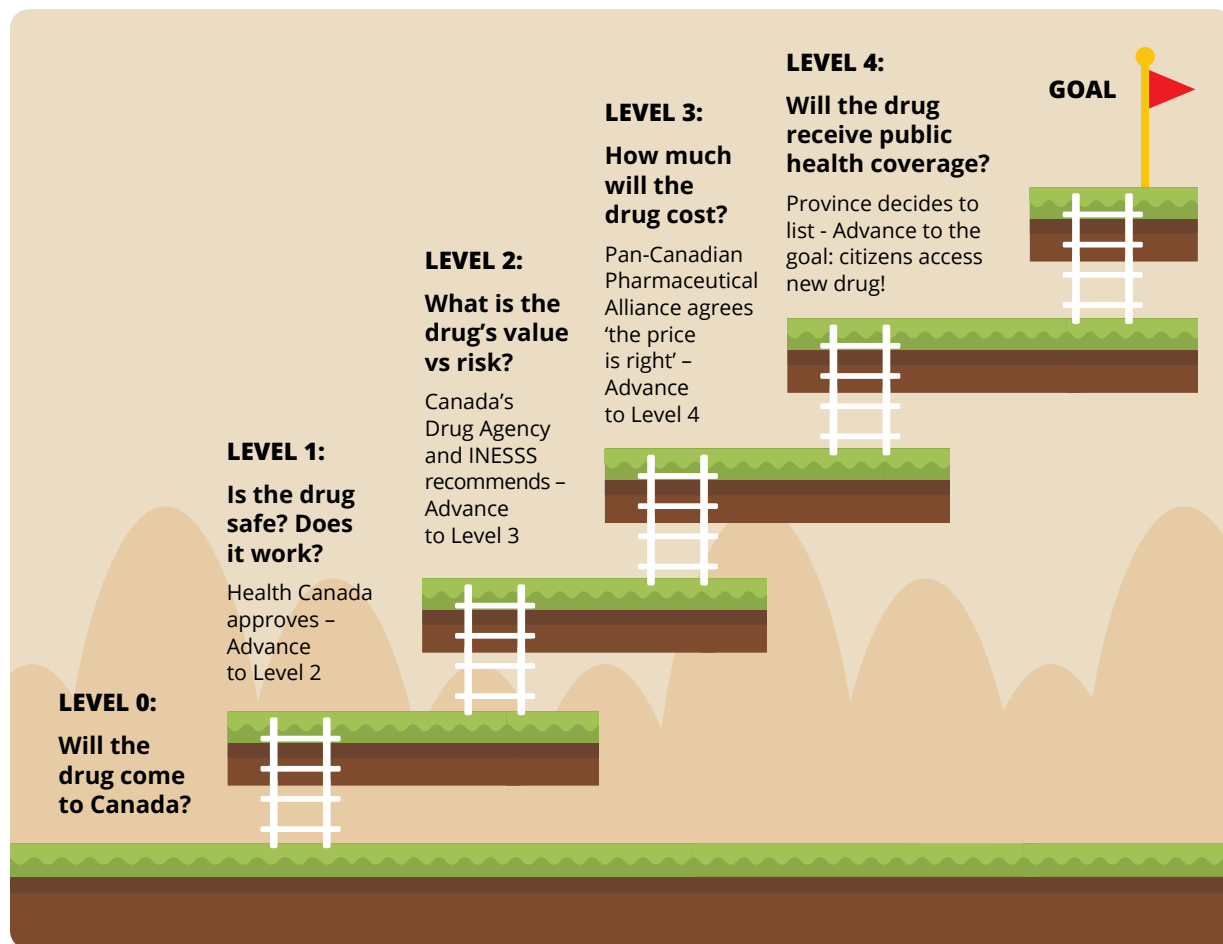 LEVEL 0:
Will the
drug come
to Canada?
LEVEL 1:
Is the drug
safe? Does
it work?
Health Canada
approves –
Advance
to Level 2
LEVEL 2:
What is the
drug’s value
vs risk?
Canada’s
Drug Agency
and INESSS
recommends –
Advance
to Level 3
LEVEL 3:
How much
will the
drug cost?
Pan-Canadian
Pharmaceutical
Alliance agrees
‘the price
is right’ –
Advance
to Level 4
LEVEL 4:
Will the drug
receive public
health coverage?
Province decides to
list - Advance to the
goal: citizens access
new drug!
GOAL